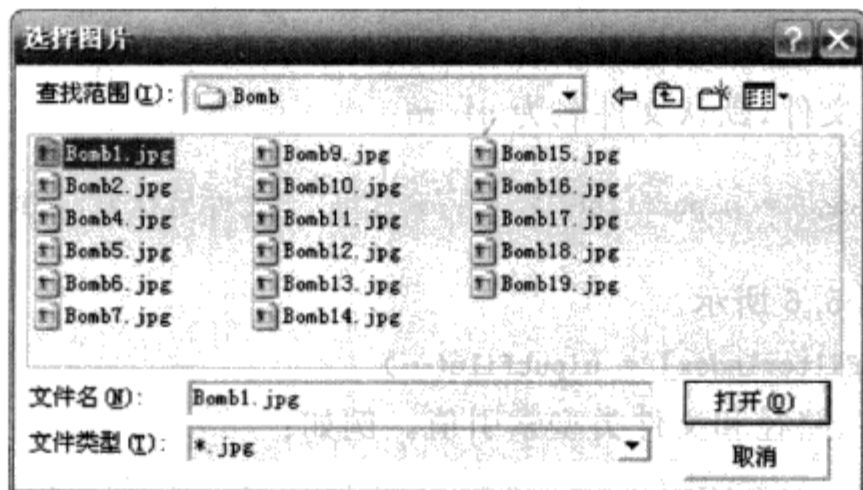 选择图片
查找范围(I): Bomb
Bomb1.jpg Bomb9.jpg Bomb15.jpg
Bomb2.jpg Bomb10.jpg Bomb16.jpg
Bomb4.jpg Bomb11.jpg Bomb17.jpg
Bomb5.jpg Bomb12.jpg Bomb18.jpg
Bomb6.jpg Bomb13.jpg Bomb19.jpg
Bomb7.jpg Bomb14.jpg
文件名(N): Bomb1.jpg 打开(O)
文件类型(T): *.jpg 取消